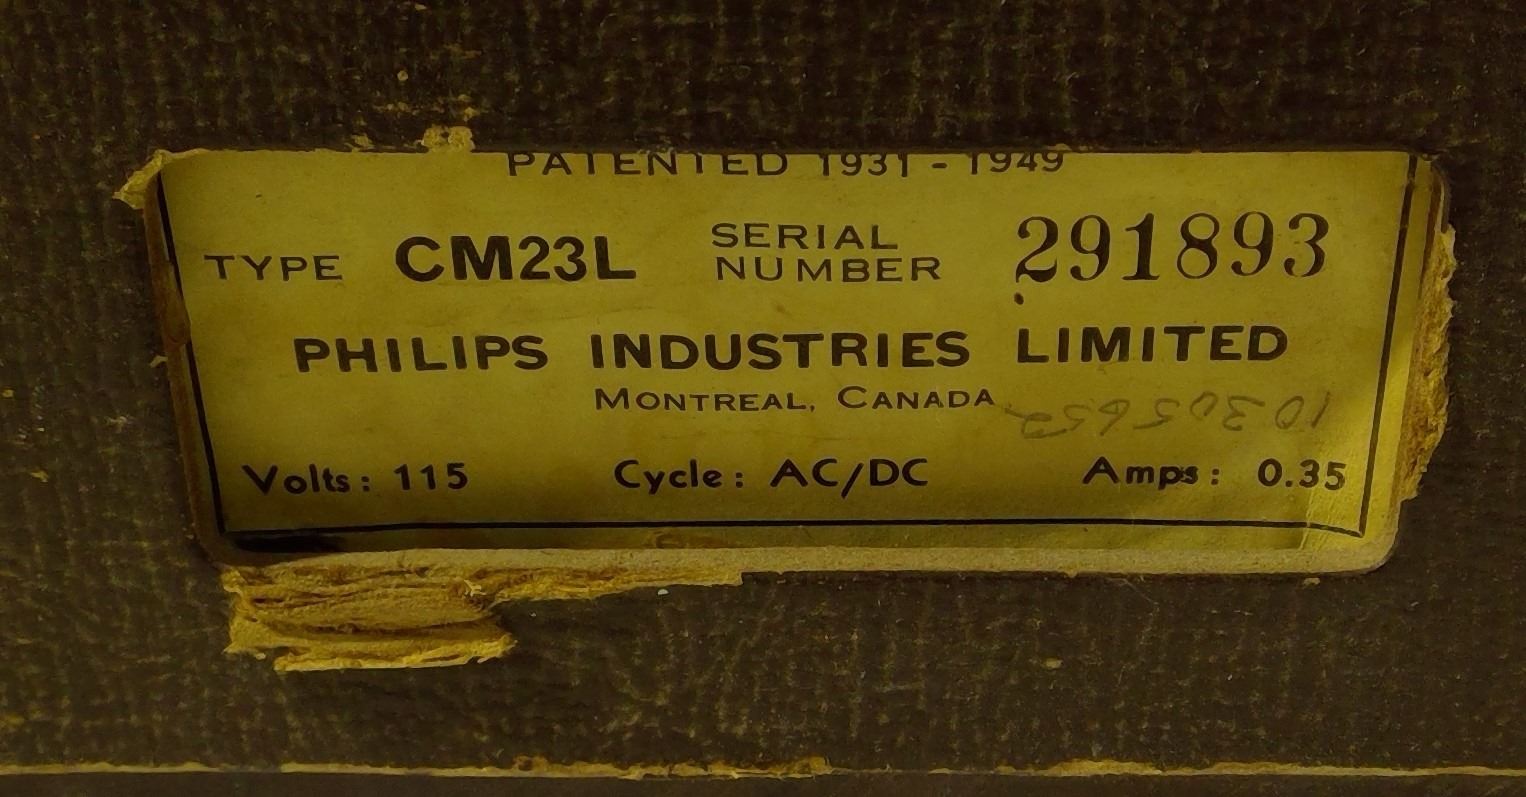 PATENTED 1931 - 1949
TYPE CM23L SERIAL NUMBER 291893
PHILIPS INDUSTRIES LIMITED
MONTREAL, CANADA
Volts: 115 Cycle: AC/DC Amps: 0.35